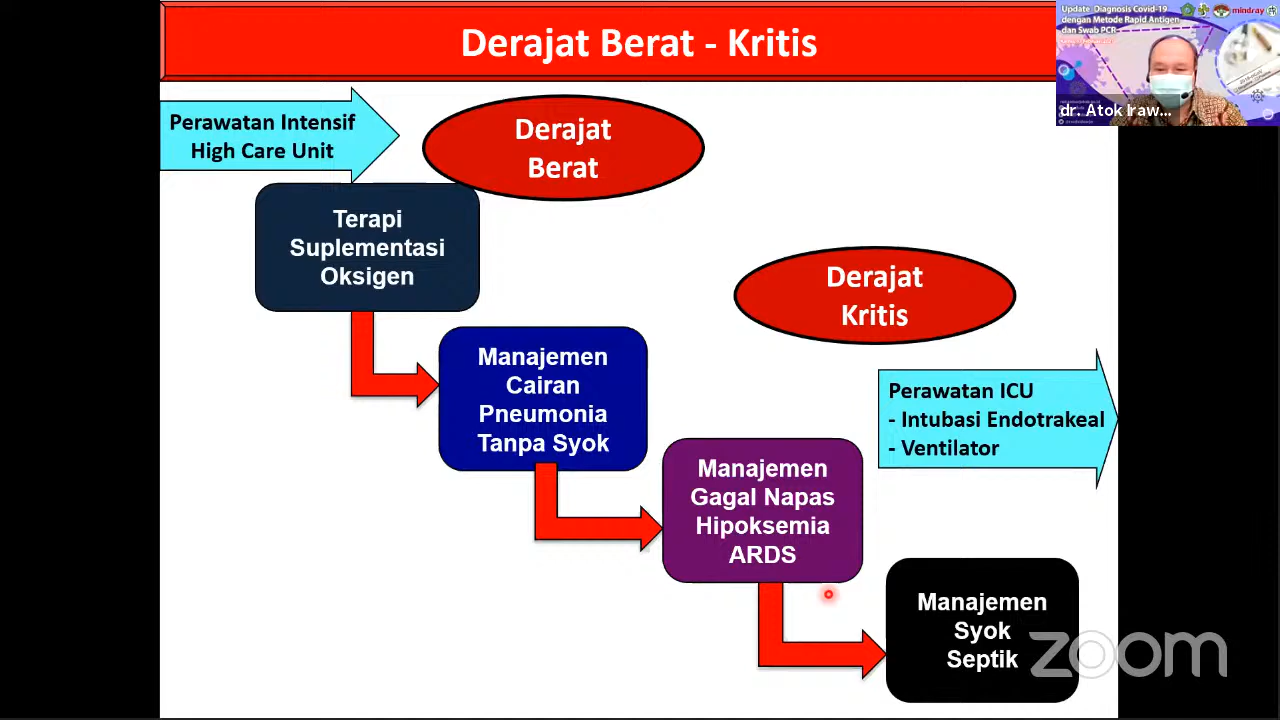 Derajat Berat - Kritis
Update Diagnosis Covid-19
dengan Metode Rapid Antigen
dan Swab PCR
mindray
dr. Atok Iraw...
Perawatan Intensif
High Care Unit
Derajat
Berat
Terapi
Suplementasi
Oksigen
Derajat
Kritis
Manajemen
Cairan
Pneumonia
Tanpa Syok
Perawatan ICU
- Intubasi Endotrakeal
- Ventilator
Manajemen
Gagal Napas
Hipoksemia
ARDS
Manajemen
Syok
Septik
zoom